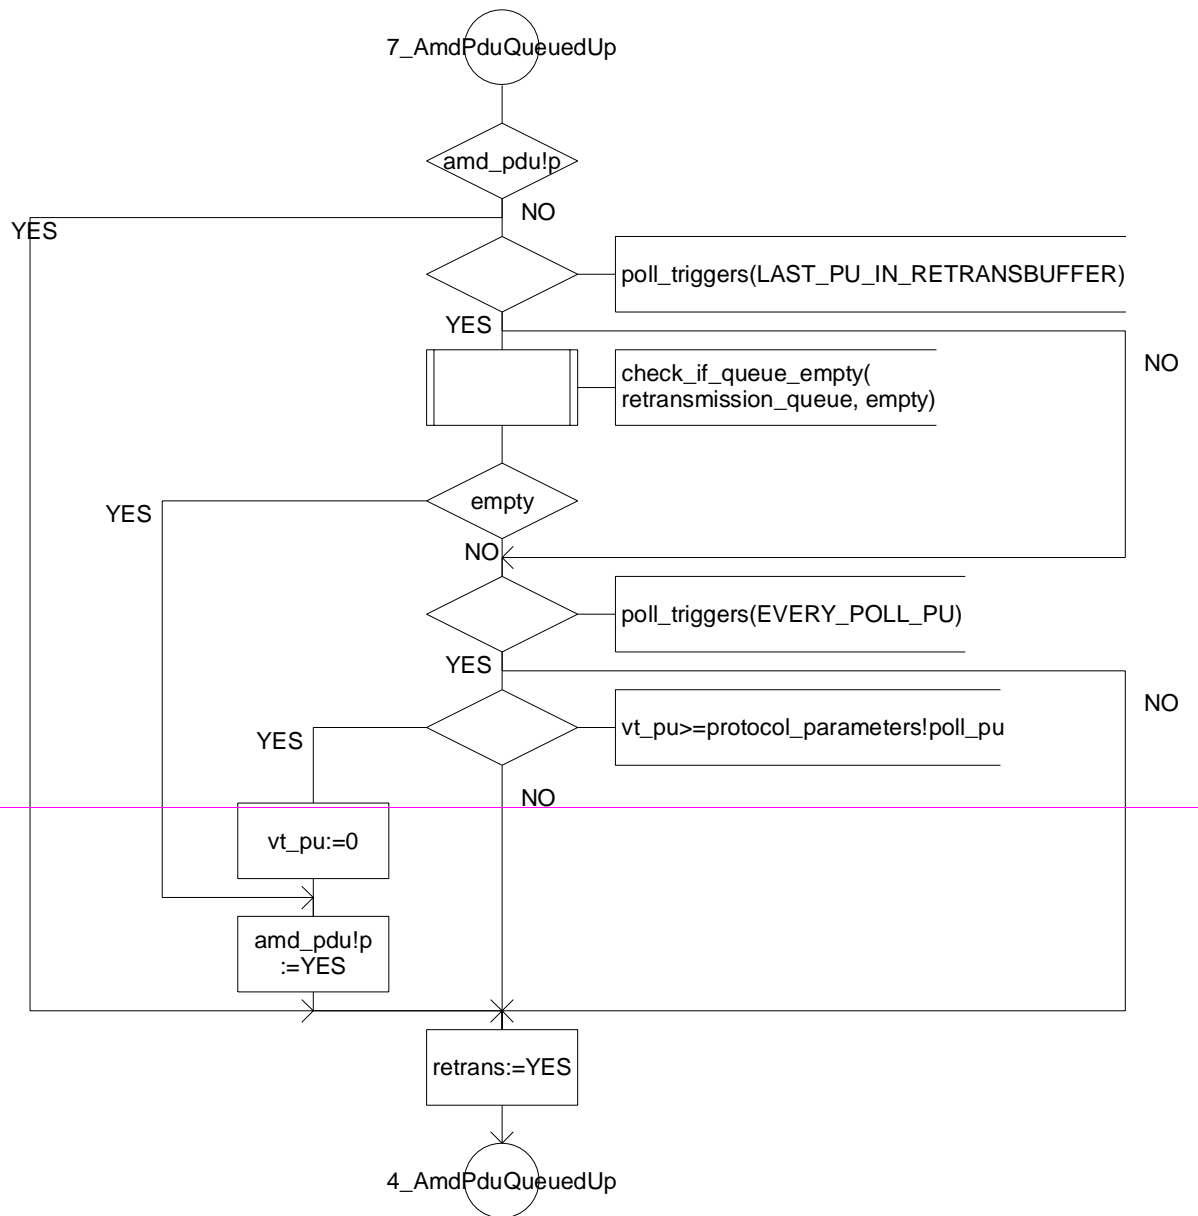 7_AmdPduQueuedUp
amd_pdu!p
NO
YES
poll_triggers(LAST_PU_IN_RETRANSBUFFER)
YES
NO
check_if_queue_empty(
retransmission_queue, empty)
empty
YES
NO
poll_triggers(EVERY_POLL_PU)
YES
NO
vt_pu>=protocol_parameters!poll_pu
YES
NO
vt_pu:=0
amd_pdu!p
:=YES
retrans:=YES
4_AmdPduQueuedUp